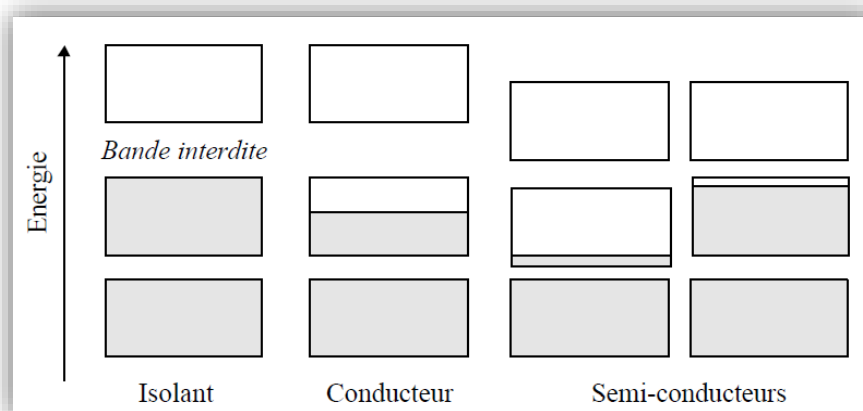 Energie
Bande interdite
Isolant
Conducteur
Semi-conducteurs